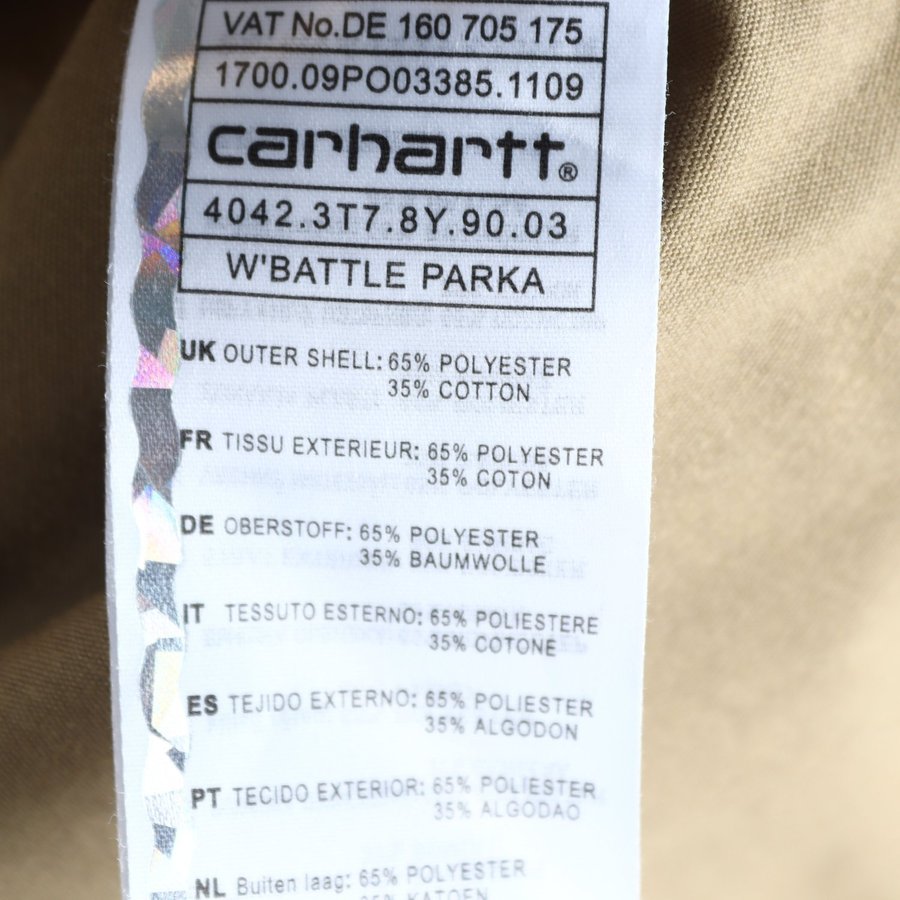 VAT No.DE 160 705 175
1700.09PO03385.1109
carhartt®
4042.3T7.8Y.90.03
W'BATTLE PARKA
UK OUTER SHELL: 65% POLYESTER
35% COTTON
FR TISSU EXTERIEUR: 65% POLYESTER
35% COTON
DE OBERSTOFF: 65% POLYESTER
35% BAUMWOLLE
IT TESSUTO ESTERNO: 65% POLIESTERE
35% COTONE
ES TEJIDO EXTERNO: 65% POLIESTER
35% ALGODON
PT TECIDO EXTERIOR: 65% POLIESTER
35% ALGODAO
NL Buiten laag: 65% POLYESTER
35% KATOEN